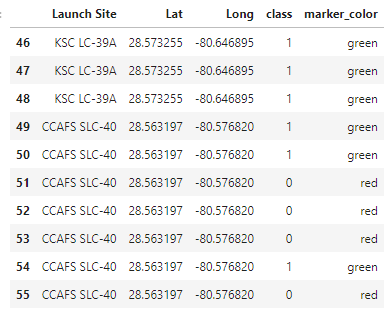 Launch Site Lat Long class marker_color
46 KSC LC-39A 28.573255 -80.646895 1 green
47 KSC LC-39A 28.573255 -80.646895 1 green
48 KSC LC-39A 28.573255 -80.646895 1 green
49 CCAFS SLC-40 28.563197 -80.576820 1 green
50 CCAFS SLC-40 28.563197 -80.576820 1 green
51 CCAFS SLC-40 28.563197 -80.576820 0 red
52 CCAFS SLC-40 28.563197 -80.576820 0 red
53 CCAFS SLC-40 28.563197 -80.576820 0 red
54 CCAFS SLC-40 28.563197 -80.576820 1 green
55 CCAFS SLC-40 28.563197 -80.576820 0 red